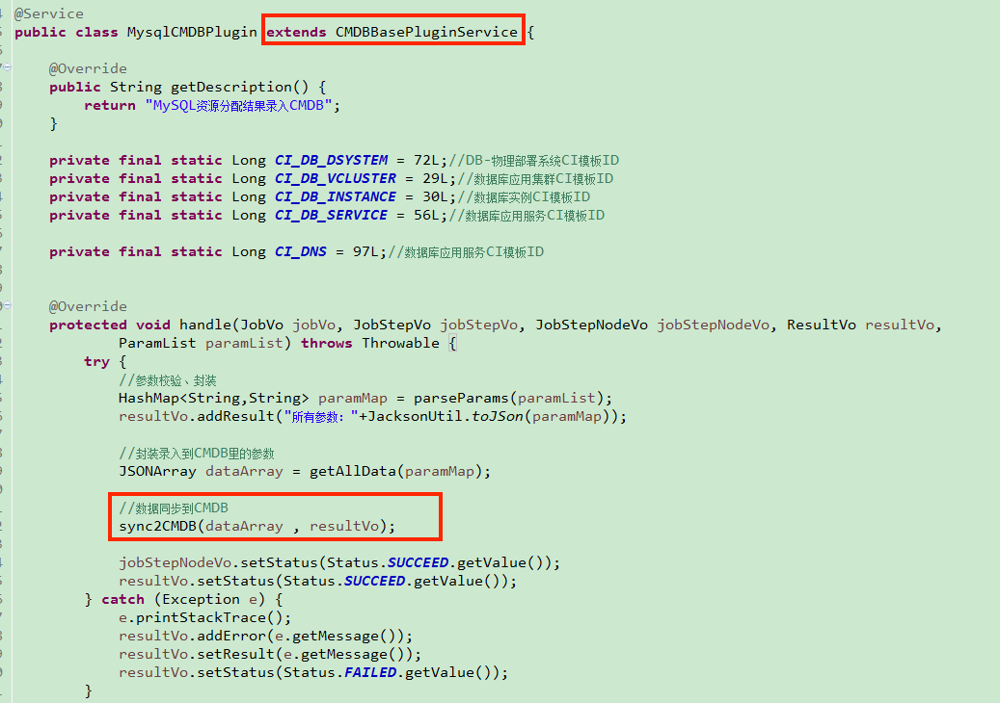 @Service
public class MysqlCMDBPlugin extends CMDBBasePluginService {
@Override
public String getDescription() {
return "MySQL资源分配结果录入CMDB";
}
private final static Long CI_DB_DSYSTEM = 72L;//DB-物理部署系统CI模板ID
private final static Long CI_DB_VCLUSTER = 29L;//数据库应用集群CI模板ID
private final static Long CI_DB_INSTANCE = 30L;//数据库实例CI模板ID
private final static Long CI_DB_SERVICE = 56L;//数据库应用服务CI模板ID
private final static Long CI_DNS = 97L;//数据库应用服务CI模板ID
@Override
protected void handle(JobVo jobVo, JobStepVo jobStepVo, JobStepNodeVo jobStepNodeVo, ResultVo resultVo,
ParamList paramList) throws Throwable {
try {
//参数校验、封装
HashMap<String,String> paramMap = parseParams(paramList);
resultVo.addResult("所有参数："+JacksonUtil.toJSon(paramMap));
//封装录入到CMDB里的参数
JSONArray dataArray = getAllData(paramMap);
//数据同步到CMDB
sync2CMDB(dataArray , resultVo);
jobStepNodeVo.setStatus(Status.SUCCEED.getValue());
resultVo.setStatus(Status.SUCCEED.getValue());
} catch (Exception e) {
e.printStackTrace();
resultVo.addError(e.getMessage());
resultVo.setResult(e.getMessage());
resultVo.setStatus(Status.FAILED.getValue());
}